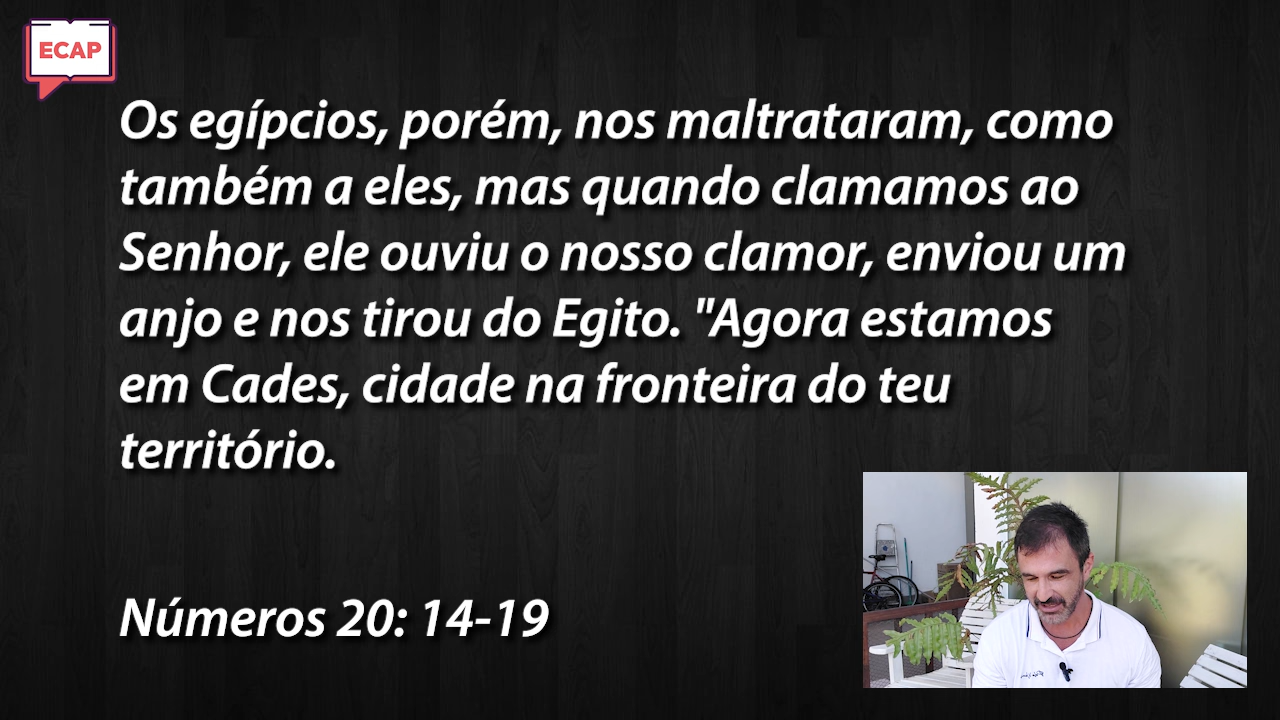 ECAP
Os egípcios, porém, nos maltrataram, como
também a eles, mas quando clamamos ao
Senhor, ele ouviu o nosso clamor, enviou um
anjo e nos tirou do Egito. "Agora estamos
em Cades, cidade na fronteira do teu
território.
Números 20: 14-19